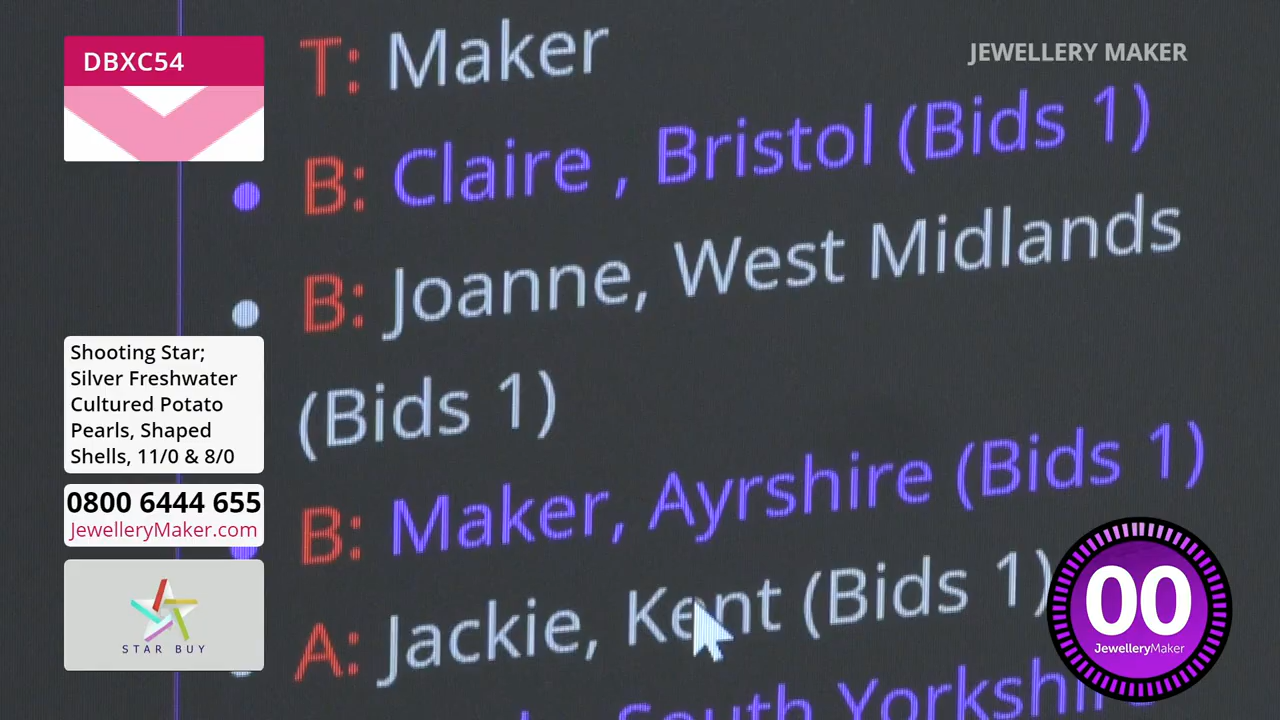 DBXC54
JEWELLERY MAKER
T: Maker
B: Claire , Bristol (Bids 1)
B: Joanne, West Midlands
(Bids 1)
B: Maker, Ayrshire (Bids 1)
A: Jackie, Kent (Bids 1)
South Yorkshire
Shooting Star;
Silver Freshwater
Cultured Potato
Pearls, Shaped
Shells, 11/0 & 8/0
0800 6444 655
JewelleryMaker.com
STAR BUY
00
JewelleryMaker